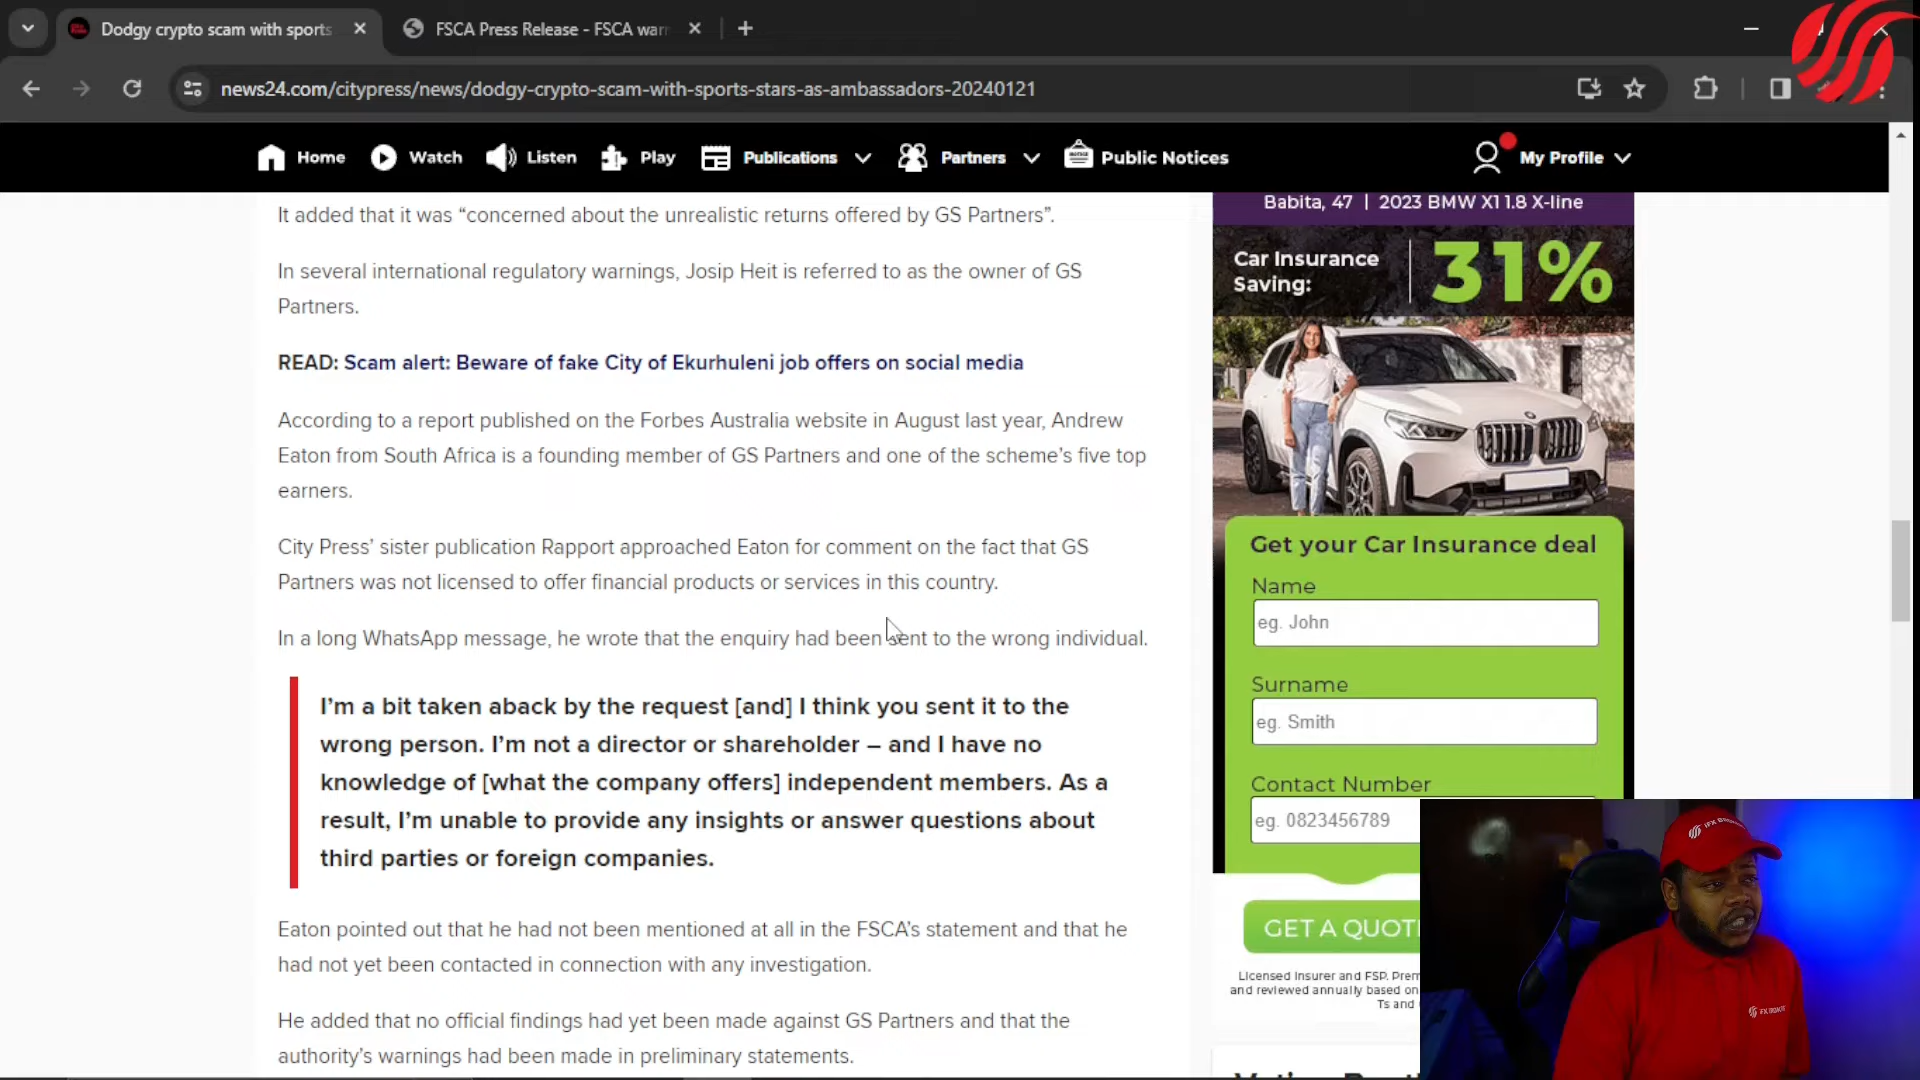 Dodgy crypto scam with sports
FSCA Press Release - FSCA warn
news24.com/citypress/news/dodgy-crypto-scam-with-sports-stars-as-ambassadors-20240121
Home Watch Listen Play Publications Partners Public Notices My Profile
It added that it was “concerned about the unrealistic returns offered by GS Partners”.
In several international regulatory warnings, Josip Heit is referred to as the owner of GS
Partners.
READ: Scam alert: Beware of fake City of Ekurhuleni job offers on social media
According to a report published on the Forbes Australia website in August last year, Andrew
Eaton from South Africa is a founding member of GS Partners and one of the scheme’s five top
earners.
City Press’ sister publication Rapport approached Eaton for comment on the fact that GS
Partners was not licensed to offer financial products or services in this country.
In a long WhatsApp message, he wrote that the enquiry had been sent to the wrong individual.
I’m a bit taken aback by the request [and] I think you sent it to the
wrong person. I’m not a director or shareholder – and I have no
knowledge of [what the company offers] independent members. As a
result, I’m unable to provide any insights or answer questions about
third parties or foreign companies.
Eaton pointed out that he had not been mentioned at all in the FSCA’s statement and that he
had not yet been contacted in connection with any investigation.
He added that no official findings had yet been made against GS Partners and that the
authority’s warnings had been made in preliminary statements.
Babita, 47 | 2023 BMW X1 1.8 X-line
Car Insurance
Saving:
31%
Get your Car Insurance deal
Name
eg. John
Surname
eg. Smith
Contact Number
eg. 0823456789
GET A QUOTE
Licensed Insurer and FSP. Prem
and reviewed annually based on
Ts and